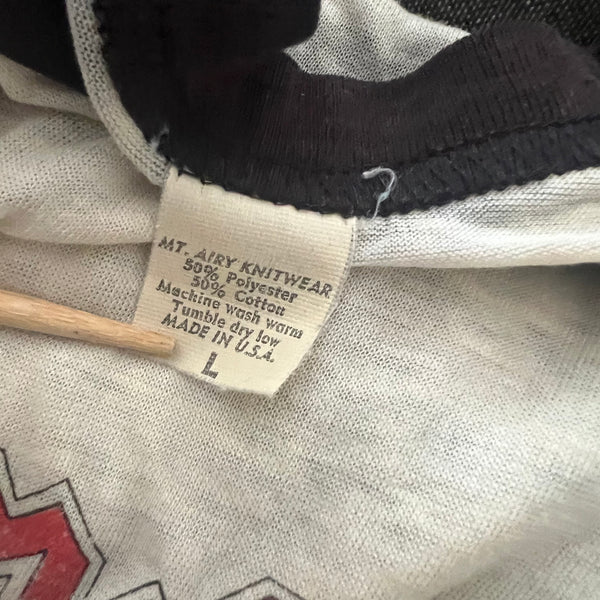 MT. AIRY KNITWEAR
50% Polyester
50% Cotton
Machine wash warm
Tumble dry low
MADE IN U.S.A.
L